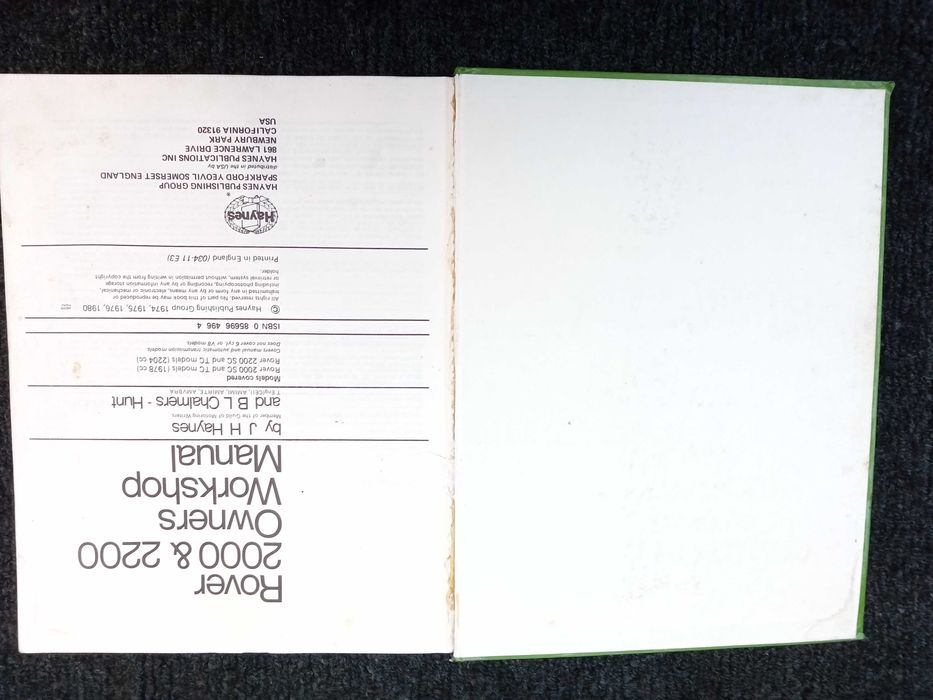 Rover
2000 & 2200
Owners
Workshop
Manual
by J H Haynes
Member of the Guild of Motoring Writers
and B L Chalmers - Hunt
T Eng(CEI), AMIMI, AMIRTE, AMVBRA
Models covered
Rover 2000 SC and TC models (1978 cc)
Rover 2200 SC and TC models (2204 cc)
Covers manual and automatic transmission models
Does not cover 6 cyl. or V8 models
ISBN 0 85696 496 4
© Haynes Publishing Group 1974, 1975, 1976, 1980
All rights reserved. No part of this book may be reproduced or
transmitted in any form or by any means, electronic or mechanical,
including photocopying, recording or by any information storage
or retrieval system, without permission in writing from the copyright
holder.
Printed in England (034-11 E3)
Haynes
®
HAYNES PUBLISHING GROUP
SPARKFORD YEOVIL SOMERSET ENGLAND
distributed in the USA by
HAYNES PUBLICATIONS INC
861 LAWRENCE DRIVE
NEWBURY PARK
CALIFORNIA 91320
USA